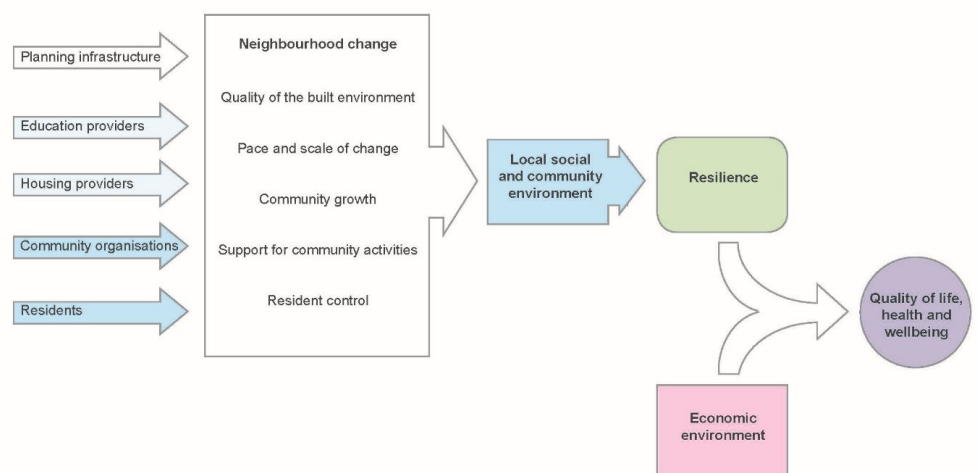 Planning infrastructure
Education providers
Housing providers
Community organisations
Residents
Neighbourhood change
Quality of the built environment
Pace and scale of change
Community growth
Support for community activities
Resident control
Local social
and community
environment
Resilience
Quality of life,
health and
wellbeing
Economic
environment